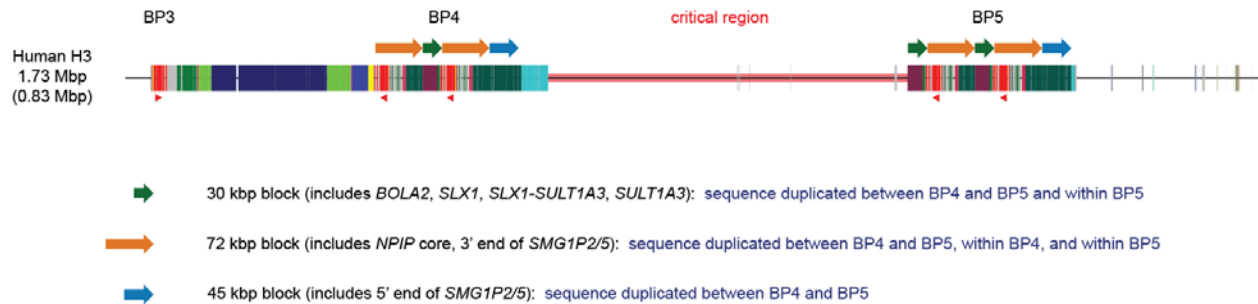 BP3 BP4 critical region BP5
Human H3
1.73 Mbp
(0.83 Mbp)
30 kbp block (includes BOLA2, SLX1, SLX1-SULT1A3, SULT1A3): sequence duplicated between BP4 and BP5 and within BP5
72 kbp block (includes NPIP core, 3' end of SMG1P2/5): sequence duplicated between BP4 and BP5, within BP4, and within BP5
45 kbp block (includes 5' end of SMG1P2/5): sequence duplicated between BP4 and BP5